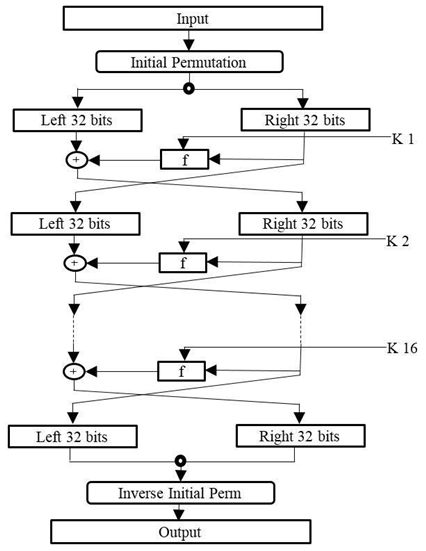 Input
Initial Permutation
Left 32 bits
Right 32 bits
K 1
+
f
Left 32 bits
Right 32 bits
K 2
+
f
K 16
+
f
Left 32 bits
Right 32 bits
Inverse Initial Perm
Output